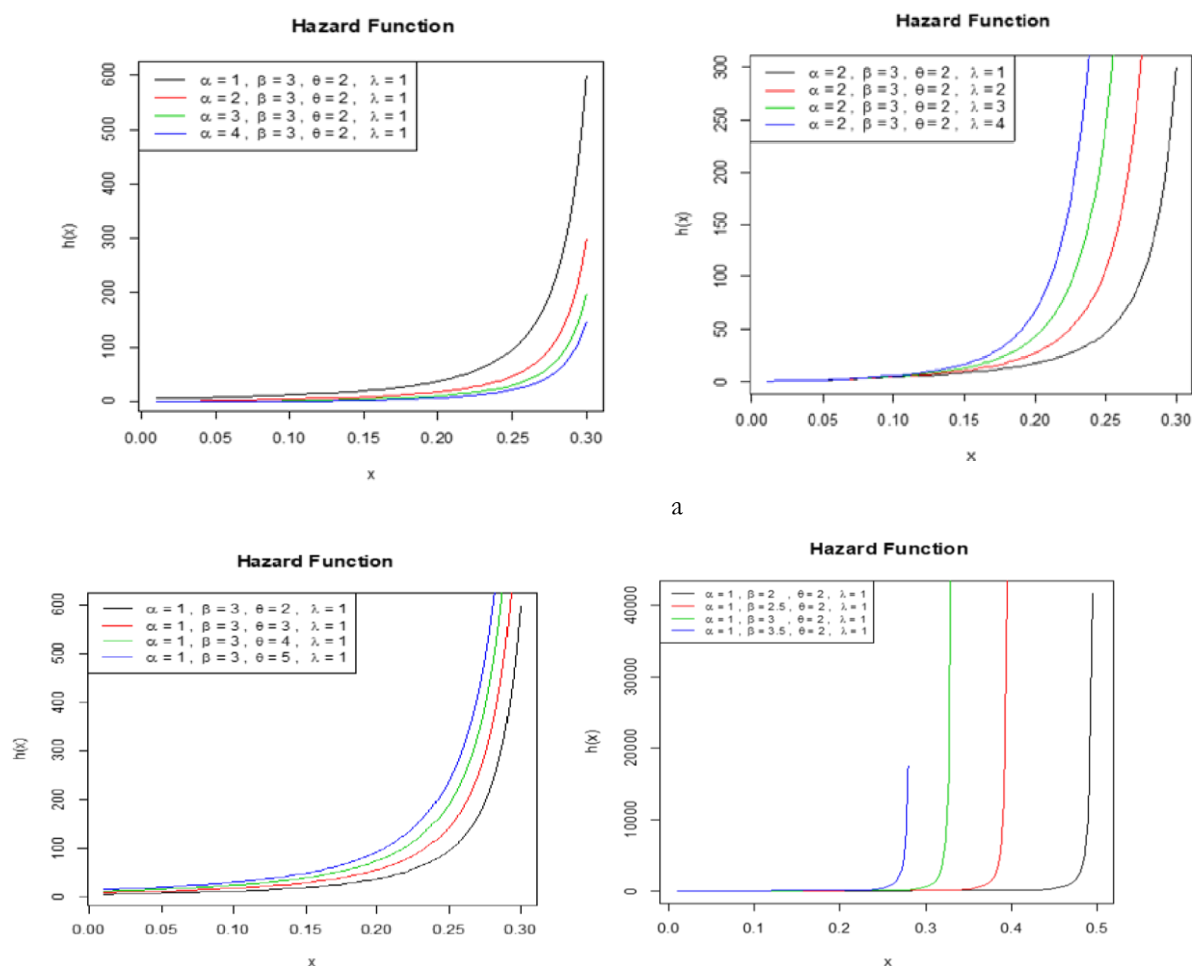 Hazard Function
α = 1 , β = 3 , θ = 2 , λ = 1
α = 2 , β = 3 , θ = 2 , λ = 1
α = 3 , β = 3 , θ = 2 , λ = 1
α = 4 , β = 3 , θ = 2 , λ = 1
600
500
400
300
200
100
0
h(x)
0.00 0.05 0.10 0.15 0.20 0.25 0.30
x
Hazard Function
α = 2 , β = 3 , θ = 2 , λ = 1
α = 2 , β = 3 , θ = 2 , λ = 2
α = 2 , β = 3 , θ = 2 , λ = 3
α = 2 , β = 3 , θ = 2 , λ = 4
300
250
200
150
100
50
0
h(x)
0.00 0.05 0.10 0.15 0.20 0.25 0.30
x
a
Hazard Function
α = 1 , β = 3 , θ = 2 , λ = 1
α = 1 , β = 3 , θ = 3 , λ = 1
α = 1 , β = 3 , θ = 4 , λ = 1
α = 1 , β = 3 , θ = 5 , λ = 1
600
500
400
300
200
100
0
h(x)
0.00 0.05 0.10 0.15 0.20 0.25 0.30
x
Hazard Function
α = 1 , β = 2 , θ = 2 , λ = 1
α = 1 , β = 2.5 , θ = 2 , λ = 1
α = 1 , β = 3 , θ = 2 , λ = 1
α = 1 , β = 3.5 , θ = 2 , λ = 1
40000
30000
20000
10000
0
h(x)
0.0 0.1 0.2 0.3 0.4 0.5
x